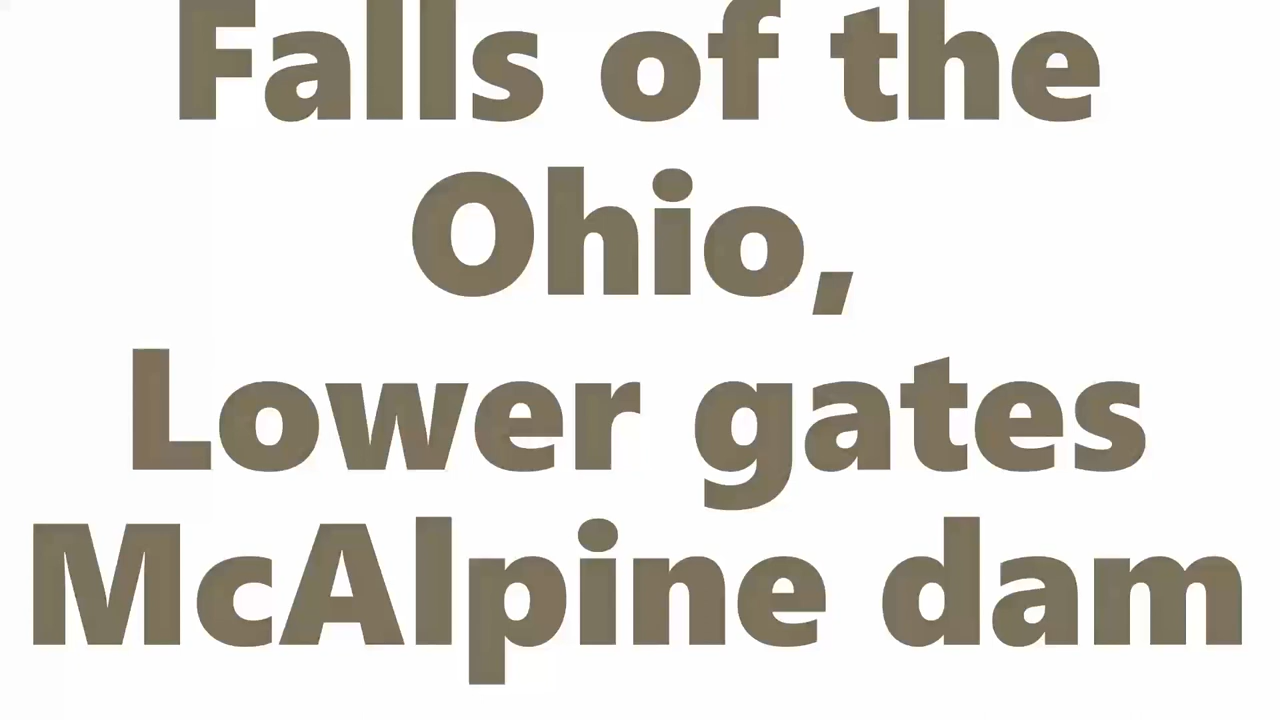 Falls of the
Ohio,
Lower gates
McAlpine dam